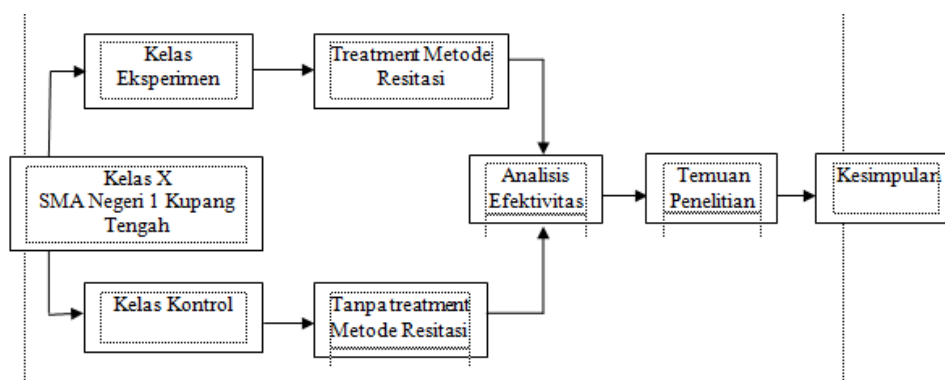 Kelas
Eksperimen
Treatment Metode
Resitasi
Kelas X
SMA Negeri 1 Kupang
Tengah
Analisis
Efektivitas
Temuan
Penelitian
Kesimpulan
Kelas Kontrol
Tanpa treatment
Metode Resitasi